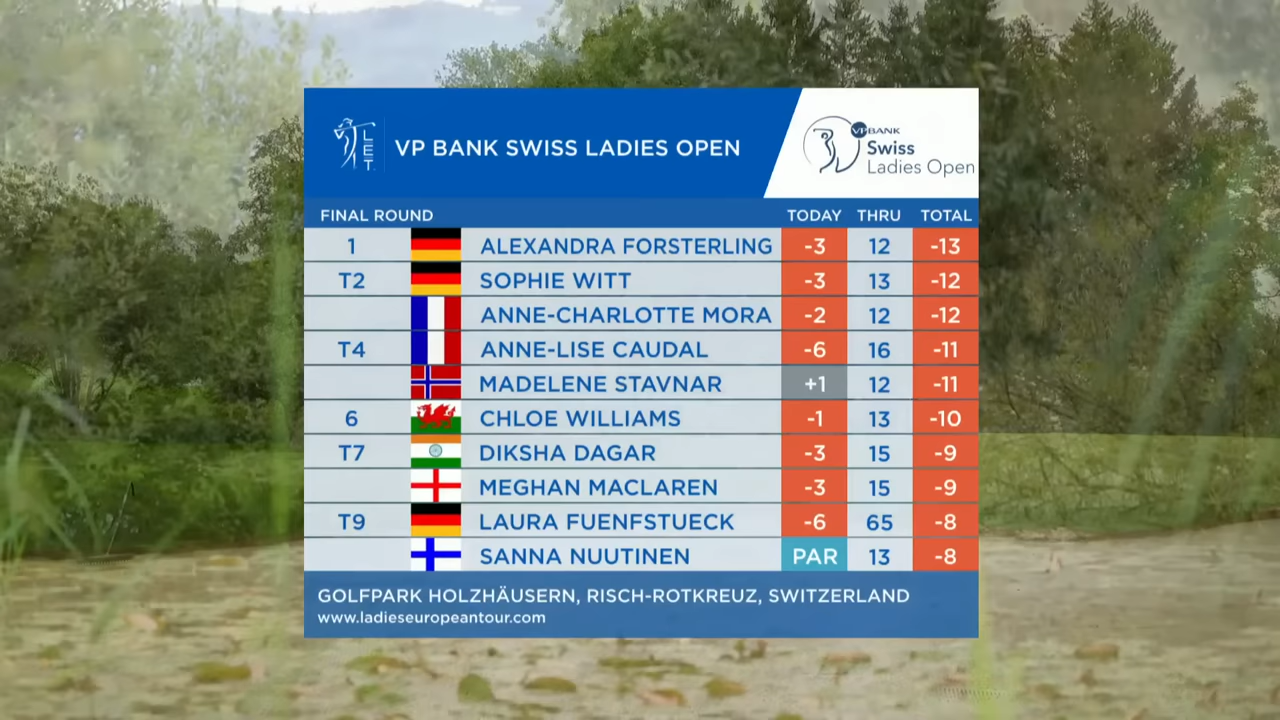 LET
VP BANK SWISS LADIES OPEN
VP BANK
Swiss
Ladies Open
FINAL ROUND TODAY THRU TOTAL
1 ALEXANDRA FORSTERLING -3 12 -13
T2 SOPHIE WITT -3 13 -12
ANNE-CHARLOTTE MORA -2 12 -12
T4 ANNE-LISE CAUDAL -6 16 -11
MADELENE STAVNAR +1 12 -11
6 CHLOE WILLIAMS -1 13 -10
T7 DIKSHA DAGAR -3 15 -9
MEGHAN MACLAREN -3 15 -9
T9 LAURA FUENFSTUECK -6 65 -8
SANNA NUUTINEN PAR 13 -8
GOLFPARK HOLZHÄUSERN, RISCH-ROTKREUZ, SWITZERLAND
www.ladieseuropeantour.com